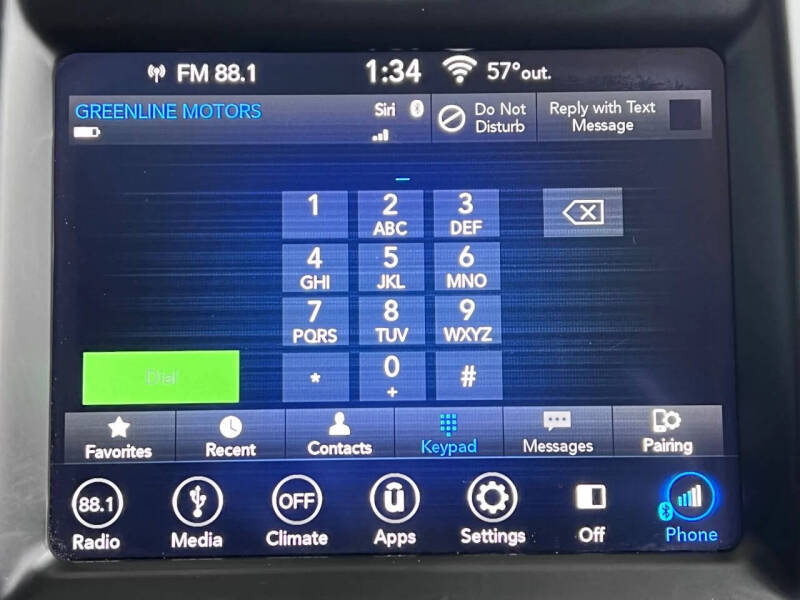 FM 88.1 1:34 57°out.
GREENLINE MOTORS Siri Do Not Disturb Reply with Text Message
1 2 ABC 3 DEF
4 GHI 5 JKL 6 MNO
7 PQRS 8 TUV 9 WXYZ
Dial * 0 + #
Favorites Recent Contacts Keypad Messages Pairing
88.1 OFF ū
Radio Media Climate Apps Settings Off Phone